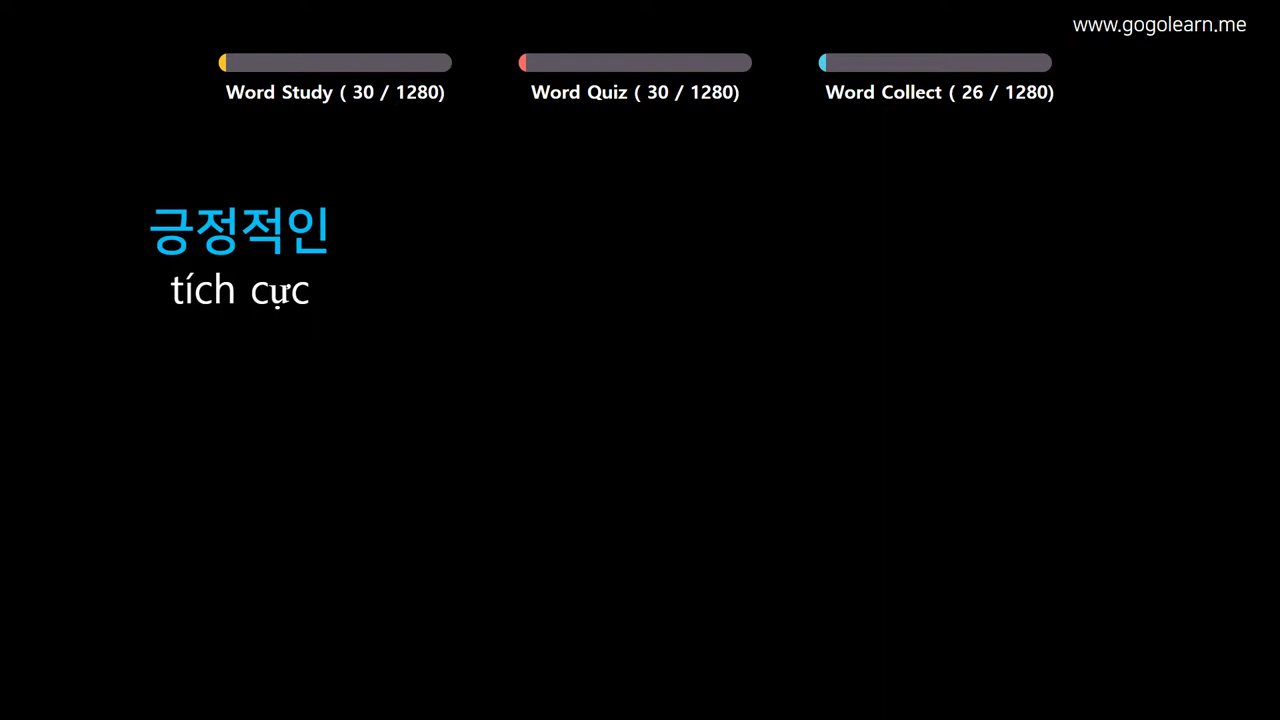 www.gogolearn.me
Word Study ( 30 / 1280)
Word Quiz ( 30 / 1280)
Word Collect ( 26 / 1280)
긍정적인
tích cực